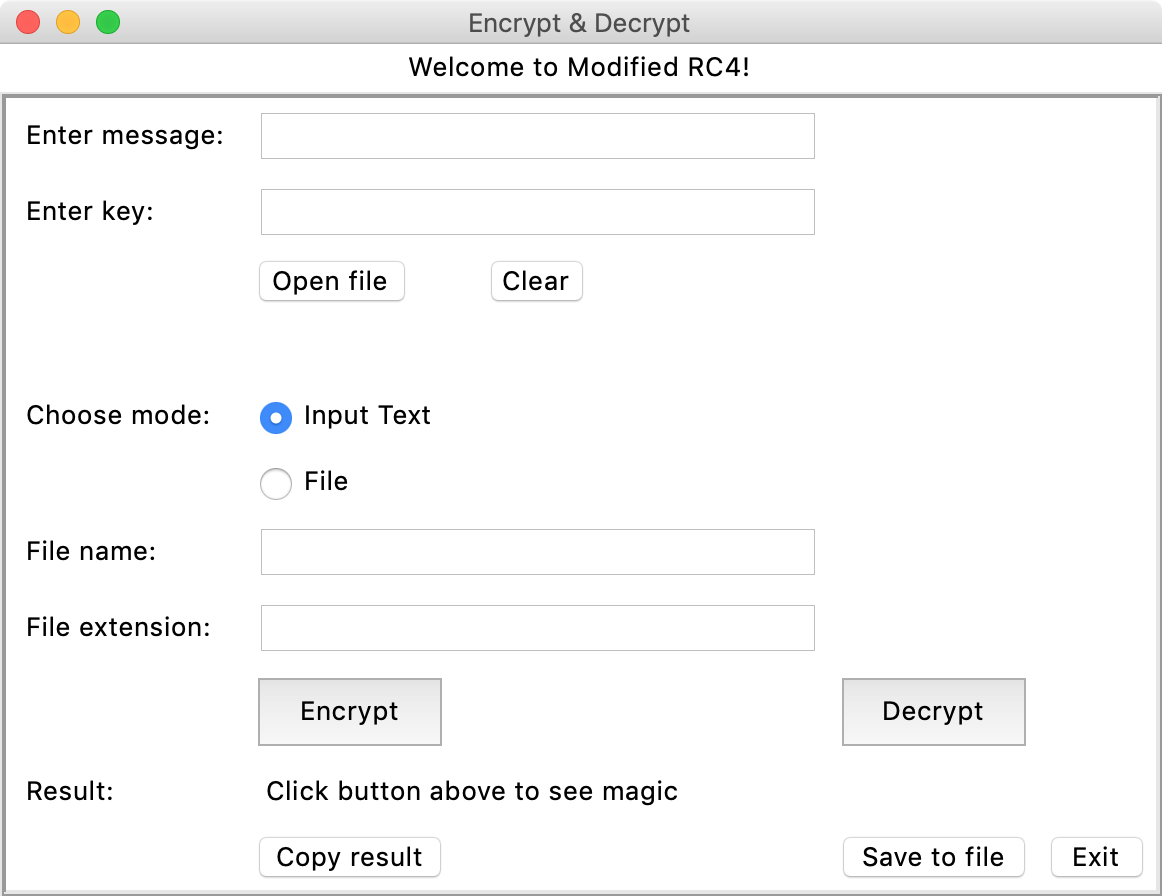 Encrypt & Decrypt
Welcome to Modified RC4!
Enter message:
Enter key:
Open file
Clear
Choose mode:
Input Text
File
File name:
File extension:
Encrypt
Decrypt
Result:
Click button above to see magic
Copy result
Save to file
Exit